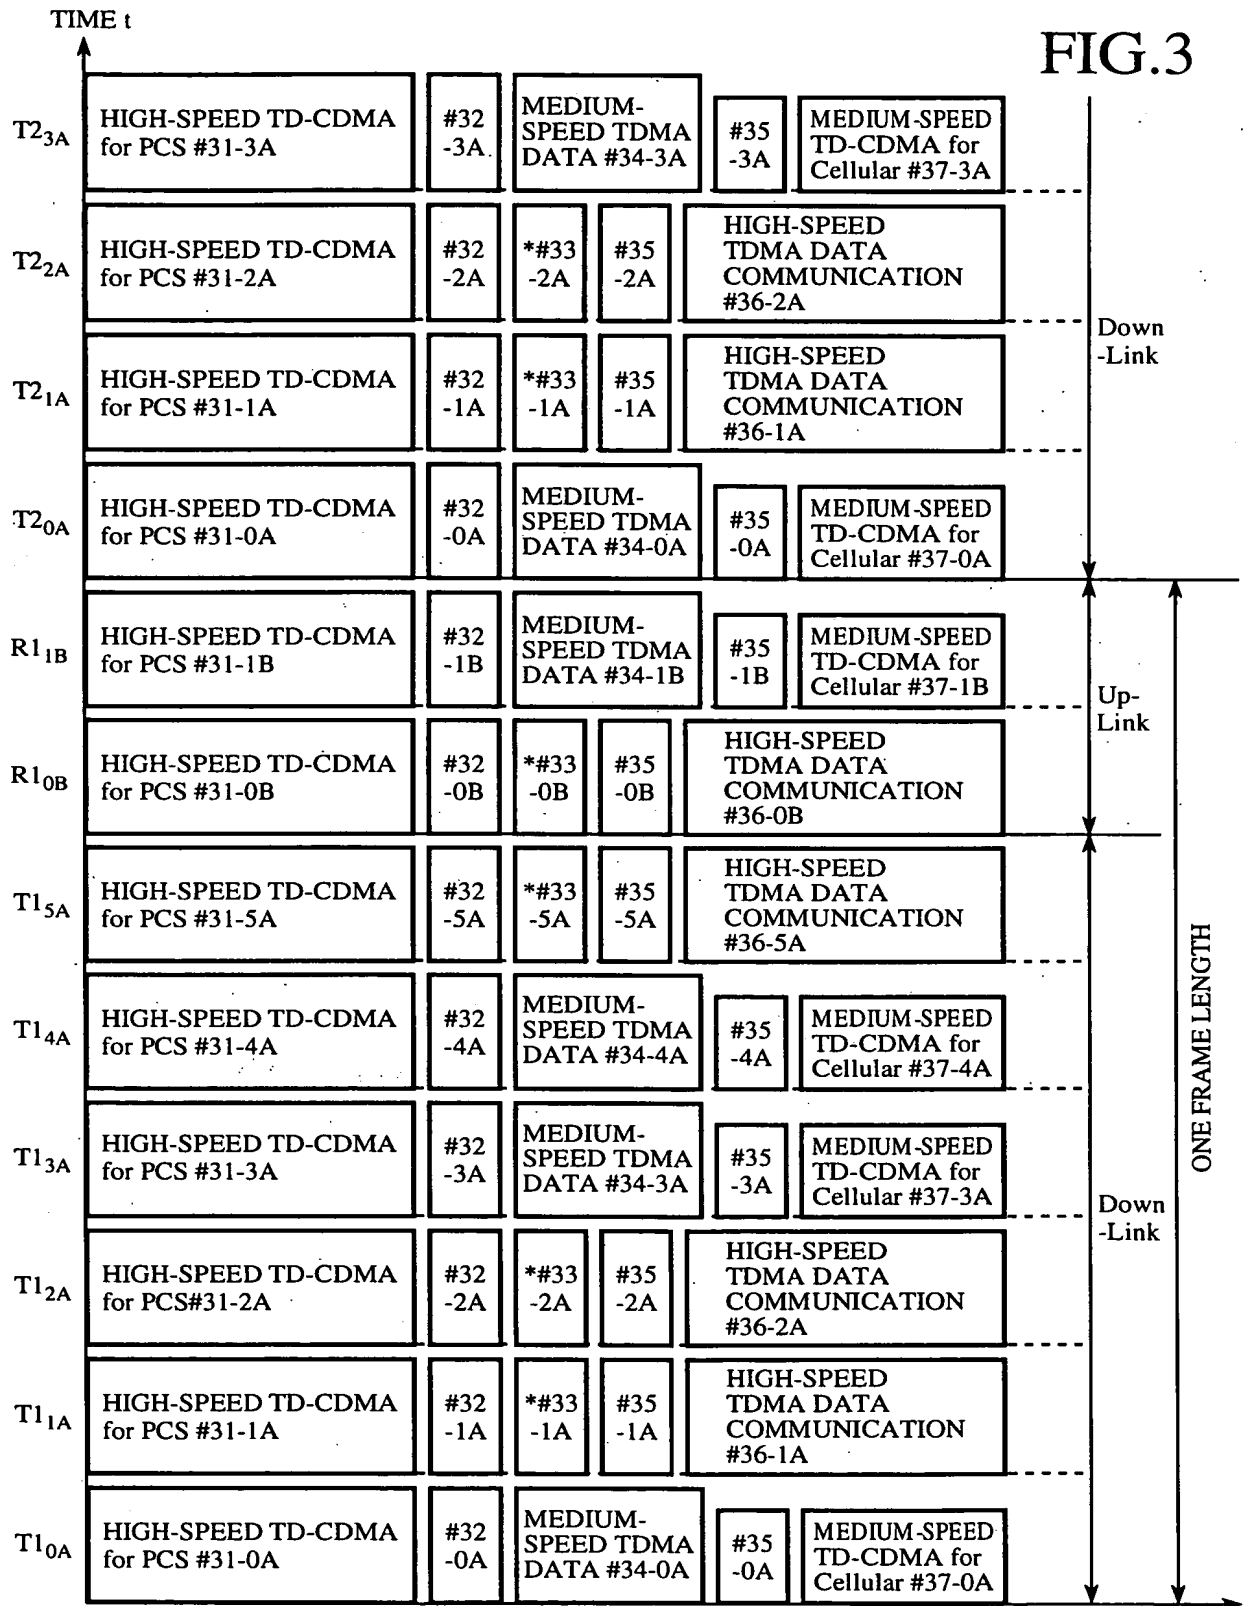 TIME t
FIG.3
T2₃A
HIGH-SPEED TD-CDMA
for PCS #31-3A
#32
-3A
MEDIUM-
SPEED TDMA
DATA #34-3A
#35
-3A
MEDIUM-SPEED
TD-CDMA for
Cellular #37-3A
T2₂A
HIGH-SPEED TD-CDMA
for PCS #31-2A
#32
-2A
*#33
-2A
#35
-2A
HIGH-SPEED
TDMA DATA
COMMUNICATION
#36-2A
Down
-Link
T2₁A
HIGH-SPEED TD-CDMA
for PCS #31-1A
#32
-1A
*#33
-1A
#35
-1A
HIGH-SPEED
TDMA DATA
COMMUNICATION
#36-1A
T2₀A
HIGH-SPEED TD-CDMA
for PCS #31-0A
#32
-0A
MEDIUM-
SPEED TDMA
DATA #34-0A
#35
-0A
MEDIUM-SPEED
TD-CDMA for
Cellular #37-0A
R1₁B
HIGH-SPEED TD-CDMA
for PCS #31-1B
#32
-1B
MEDIUM-
SPEED TDMA
DATA #34-1B
#35
-1B
MEDIUM-SPEED
TD-CDMA for
Cellular #37-1B
Up-
Link
R1₀B
HIGH-SPEED TD-CDMA
for PCS #31-0B
#32
-0B
*#33
-0B
#35
-0B
HIGH-SPEED
TDMA DATA
COMMUNICATION
#36-0B
T1₅A
HIGH-SPEED TD-CDMA
for PCS #31-5A
#32
-5A
*#33
-5A
#35
-5A
HIGH-SPEED
TDMA DATA
COMMUNICATION
#36-5A
T1₄A
HIGH-SPEED TD-CDMA
for PCS #31-4A
#32
-4A
MEDIUM-
SPEED TDMA
DATA #34-4A
#35
-4A
MEDIUM-SPEED
TD-CDMA for
Cellular #37-4A
ONE FRAME LENGTH
T1₃A
HIGH-SPEED TD-CDMA
for PCS #31-3A
#32
-3A
MEDIUM-
SPEED TDMA
DATA #34-3A
#35
-3A
MEDIUM-SPEED
TD-CDMA for
Cellular #37-3A
Down
-Link
T1₂A
HIGH-SPEED TD-CDMA
for PCS#31-2A
#32
-2A
*#33
-2A
#35
-2A
HIGH-SPEED
TDMA DATA
COMMUNICATION
#36-2A
T1₁A
HIGH-SPEED TD-CDMA
for PCS #31-1A
#32
-1A
*#33
-1A
#35
-1A
HIGH-SPEED
TDMA DATA
COMMUNICATION
#36-1A
T1₀A
HIGH-SPEED TD-CDMA
for PCS #31-0A
#32
-0A
MEDIUM-
SPEED TDMA
DATA #34-0A
#35
-0A
MEDIUM-SPEED
TD-CDMA for
Cellular #37-0A